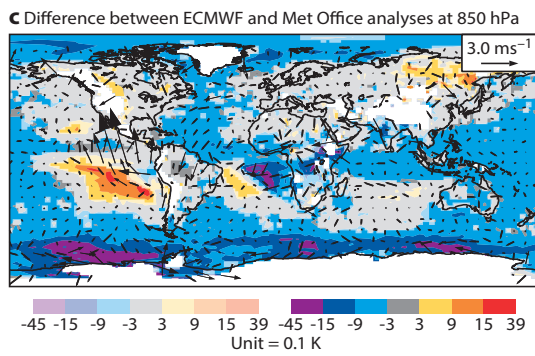 c Difference between ECMWF and Met Office analyses at 850 hPa
3.0 ms⁻¹
-45 -15 -9 -3 3 9 15 39 -45 -15 -9 -3 3 9 15 39
Unit = 0.1 K